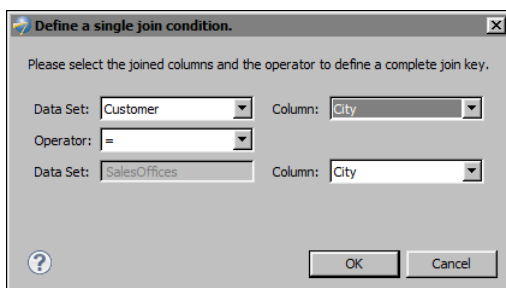 Define a single join condition.
Please select the joined columns and the operator to define a complete join key.
Data Set: Customer Column: City
Operator: =
Data Set: SalesOffices Column: City
?
OK Cancel